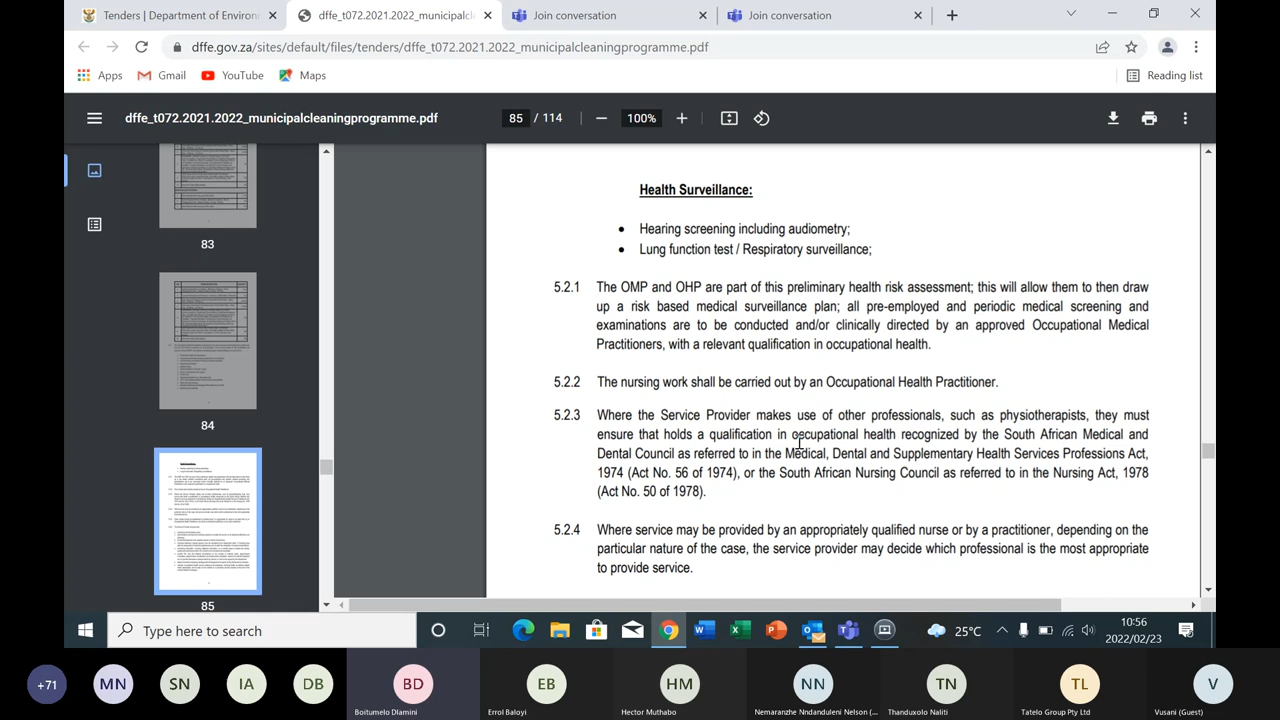 Tenders | Department of Environ
dffe_t072.2021.2022_municipalcle
Join conversation
Join conversation
dffe.gov.za/sites/default/files/tenders/dffe_t072.2021.2022_municipalcleaningprogramme.pdf
Apps
Gmail
YouTube
Maps
Reading list
dffe_t072.2021.2022_municipalcleaningprogramme.pdf
85 / 114
100%
83
84
85
Health Surveillance:
• Hearing screening including audiometry;
• Lung function test / Respiratory surveillance;
5.2.1 The OMP and OHP are part of this preliminary health risk assessment; this will allow them to then draw
up a risk based medical surveillance plan; all pre-employed and periodic medical screening and
examinations are to be conducted and/or clinically directed by an approved Occupational Medical
Practitioners, with a relevant qualification in occupational health.
5.2.2 The nursing work shall be carried out by an Occupational Health Practitioner.
5.2.3 Where the Service Provider makes use of other professionals, such as physiotherapists, they must
ensure that holds a qualification in occupational health recognized by the South African Medical and
Dental Council as referred to in the Medical, Dental and Supplementary Health Services Professions Act,
1974 (Act No. 56 of 1974), or the South African Nursing Council as referred to in the Nursing Act, 1978
(Act No. 50 of 1978).
5.2.4 Where service may be provided by an appropriately qualified nurse or by a practitioner, depending on the
particular nature of the case, the service provider may decide which professional is the most appropriate
to provide service.
Type here to search
25°C
10:56
2022/02/23
+71
MN
SN
IA
DB
BD
EB
HM
NN
TN
TL
V
Boitumelo Dlamini
Errol Baloyi
Hector Muthabo
Nemaranzhe Nndanduleni Nelson (...
Thanduxolo Naliti
Tatelo Group Pty Ltd
Vusani (Guest)